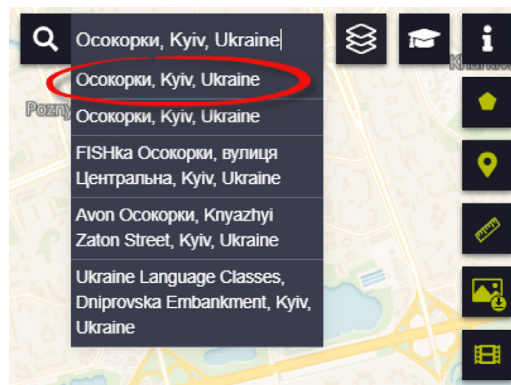 Осокорки, Kyiv, Ukraine
Осокорки, Kyiv, Ukraine
Осокорки, Kyiv, Ukraine
FISHka Осокорки, вулиця
Центральна, Kyiv, Ukraine
Avon Осокорки, Knyazhyi
Zaton Street, Kyiv, Ukraine
Ukraine Language Classes,
Dniprovska Embankment, Kyiv,
Ukraine